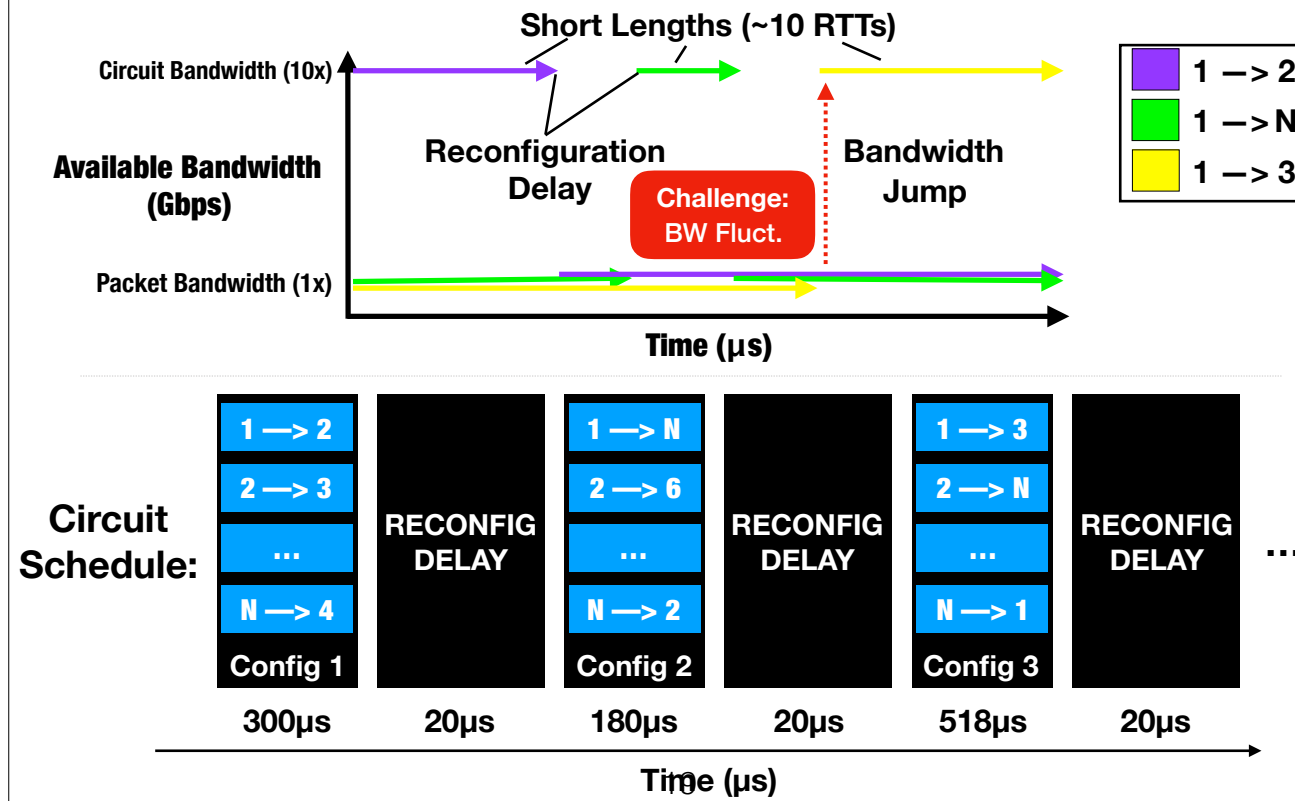 Short Lengths (~10 RTTs)
Circuit Bandwidth (10x)
1 —> 2
1 —> N
1 —> 3
Available Bandwidth
(Gbps)
Reconfiguration
Delay
Bandwidth
Jump
Challenge:
BW Fluct.
Packet Bandwidth (1x)
Time (µs)
Circuit
Schedule:
1 —> 2
2 —> 3
...
N —> 4
Config 1
RECONFIG
DELAY
1 —> N
2 —> 6
...
N —> 2
Config 2
RECONFIG
DELAY
1 —> 3
2 —> N
...
N —> 1
Config 3
RECONFIG
DELAY
...
300µs
20µs
180µs
20µs
518µs
20µs
Time (µs)